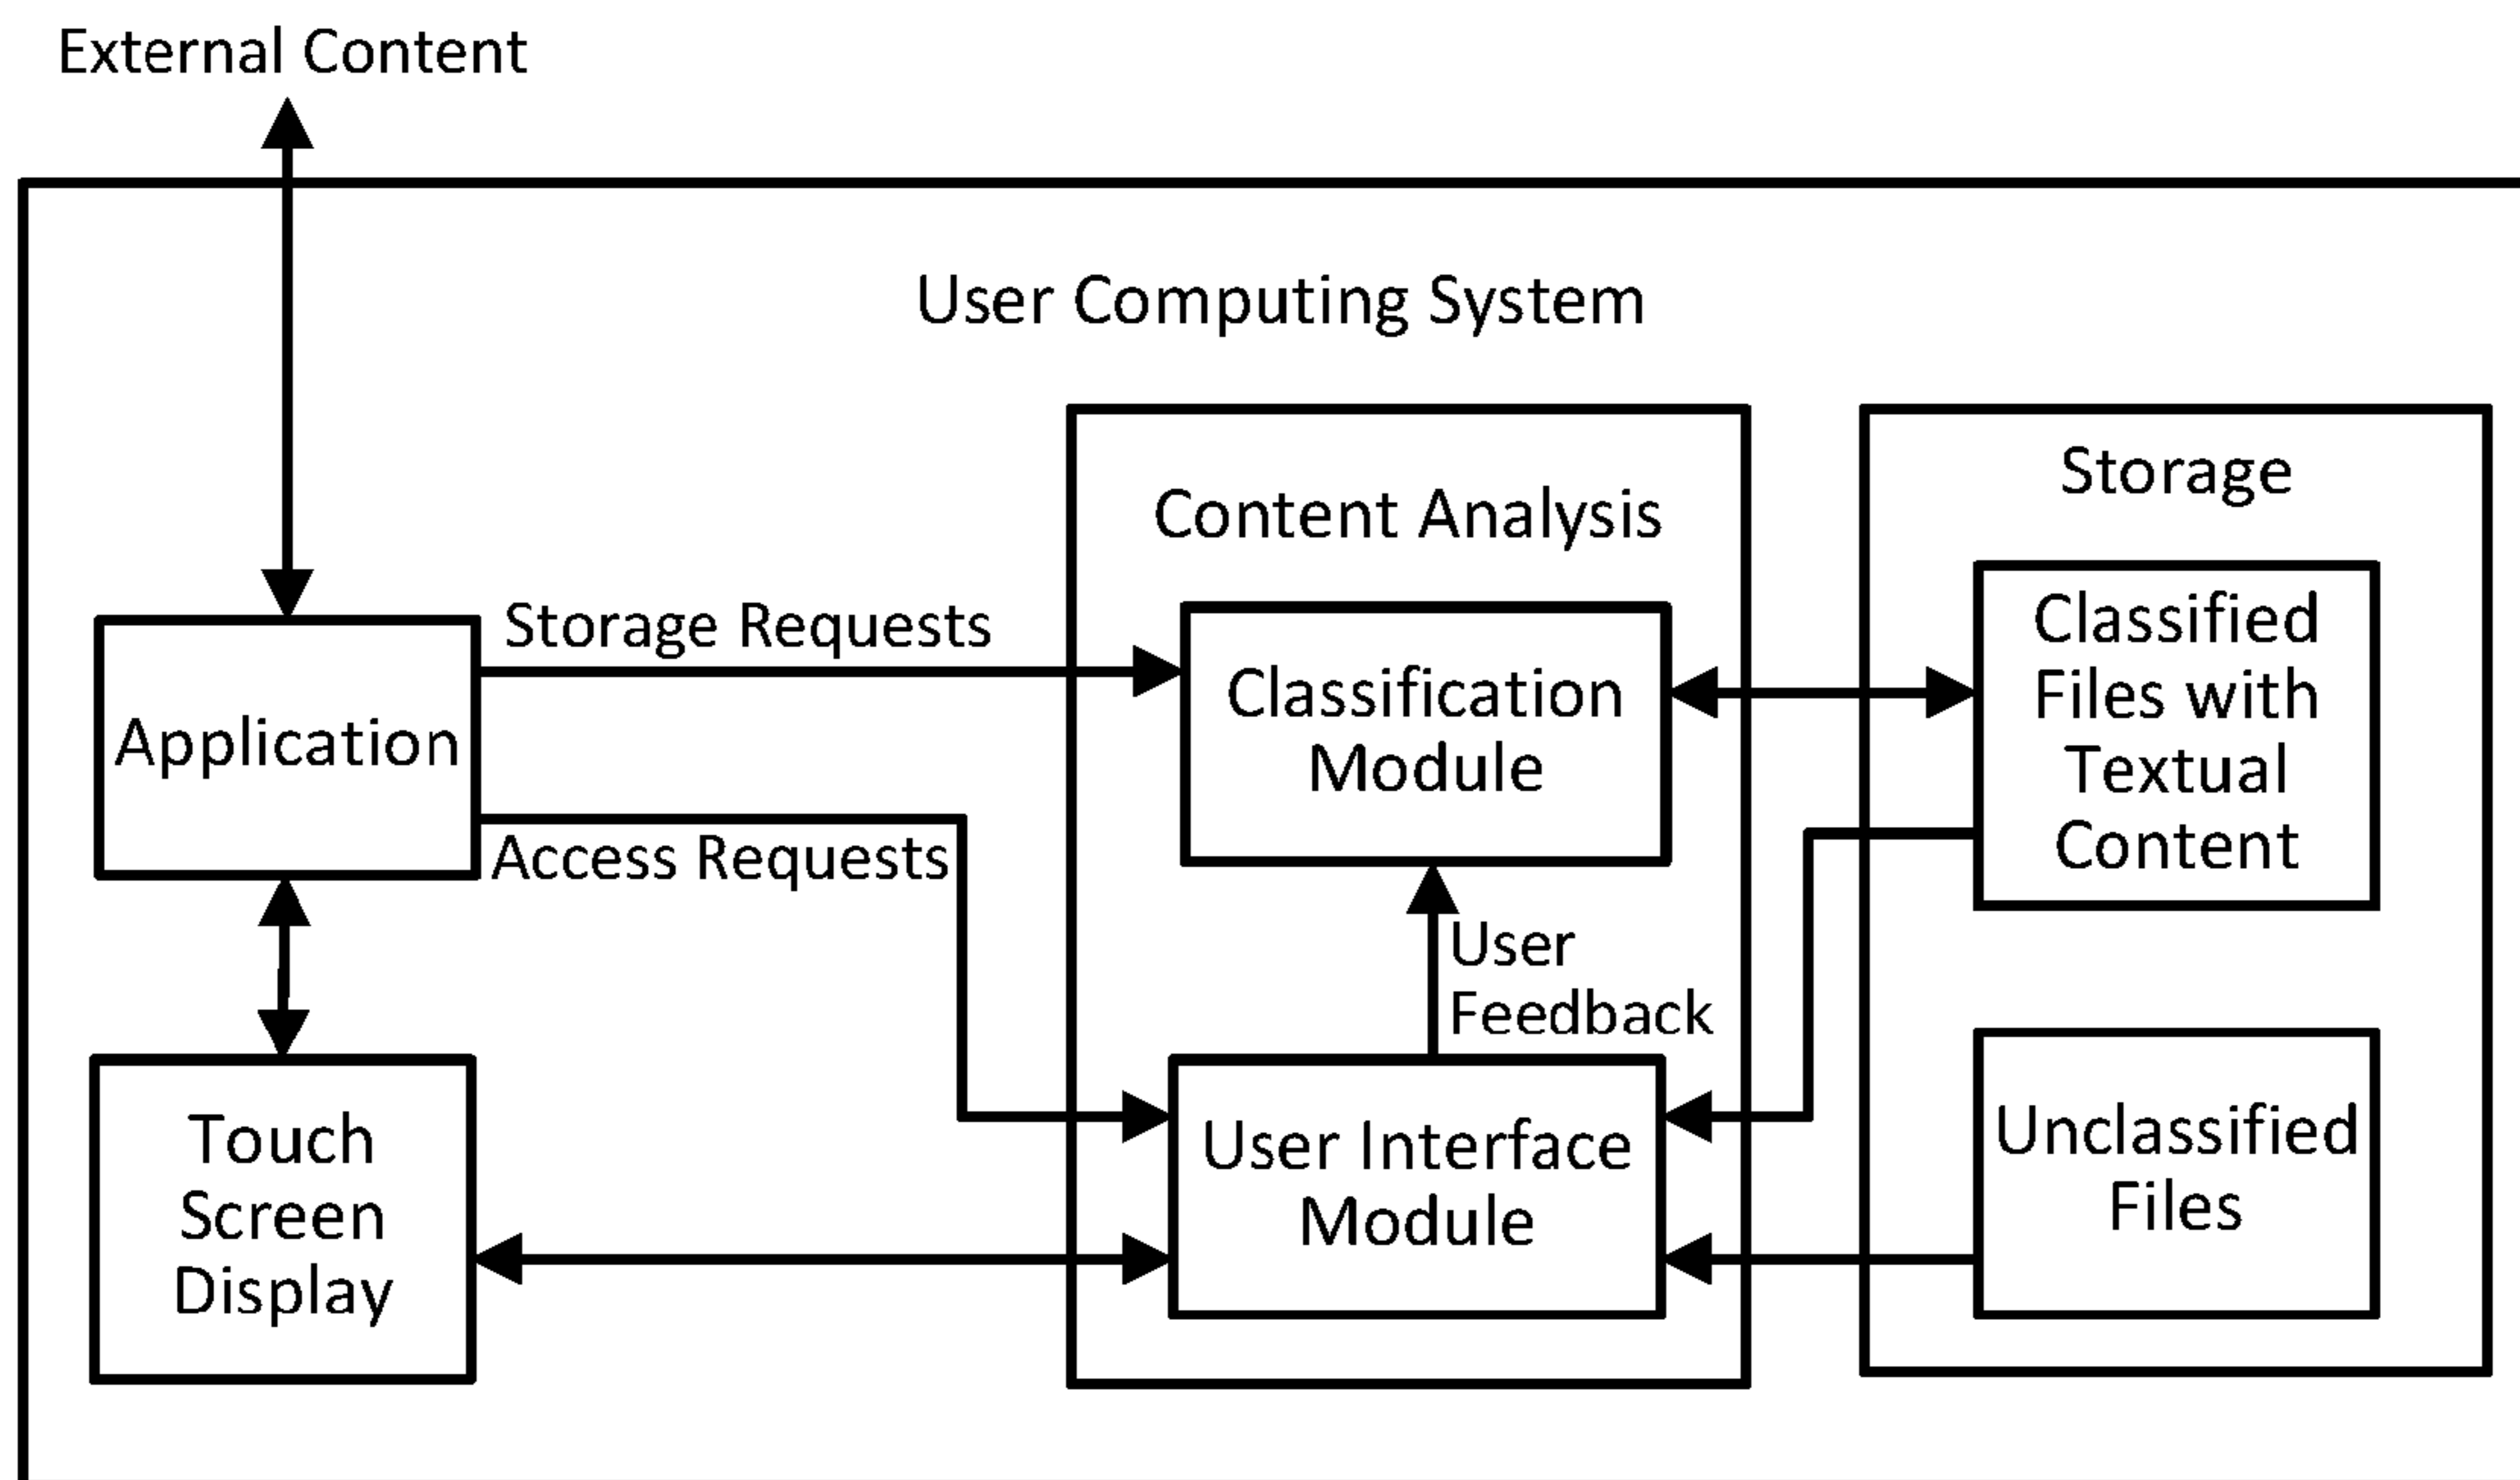 External Content
User Computing System
Content Analysis
Storage
Storage Requests
Application
Access Requests
Classification
Module
Classified
Files with
Textual
Content
User
Feedback
Touch
Screen
Display
User Interface
Module
Unclassified
Files